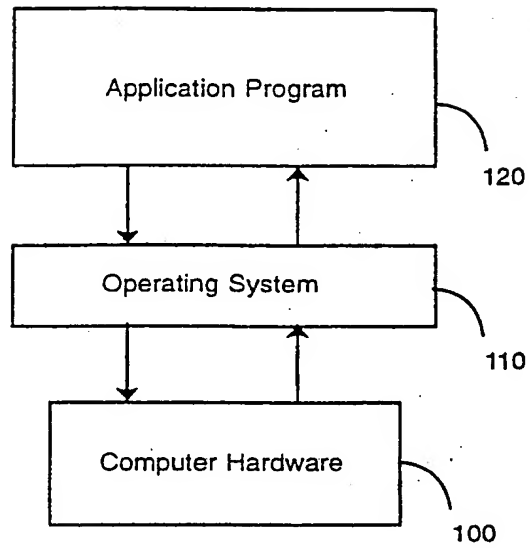 Application Program
120
Operating System
110
Computer Hardware
100